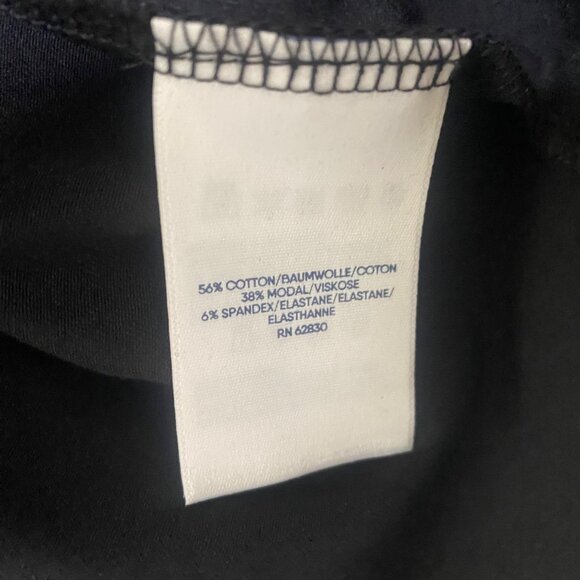 56% COTTON/BAUMWOLLE/COTON
38% MODAL/VISKOSE
6% SPANDEX/ELASTANE/ELASTANE/
ELASTHANNE
RN 62830